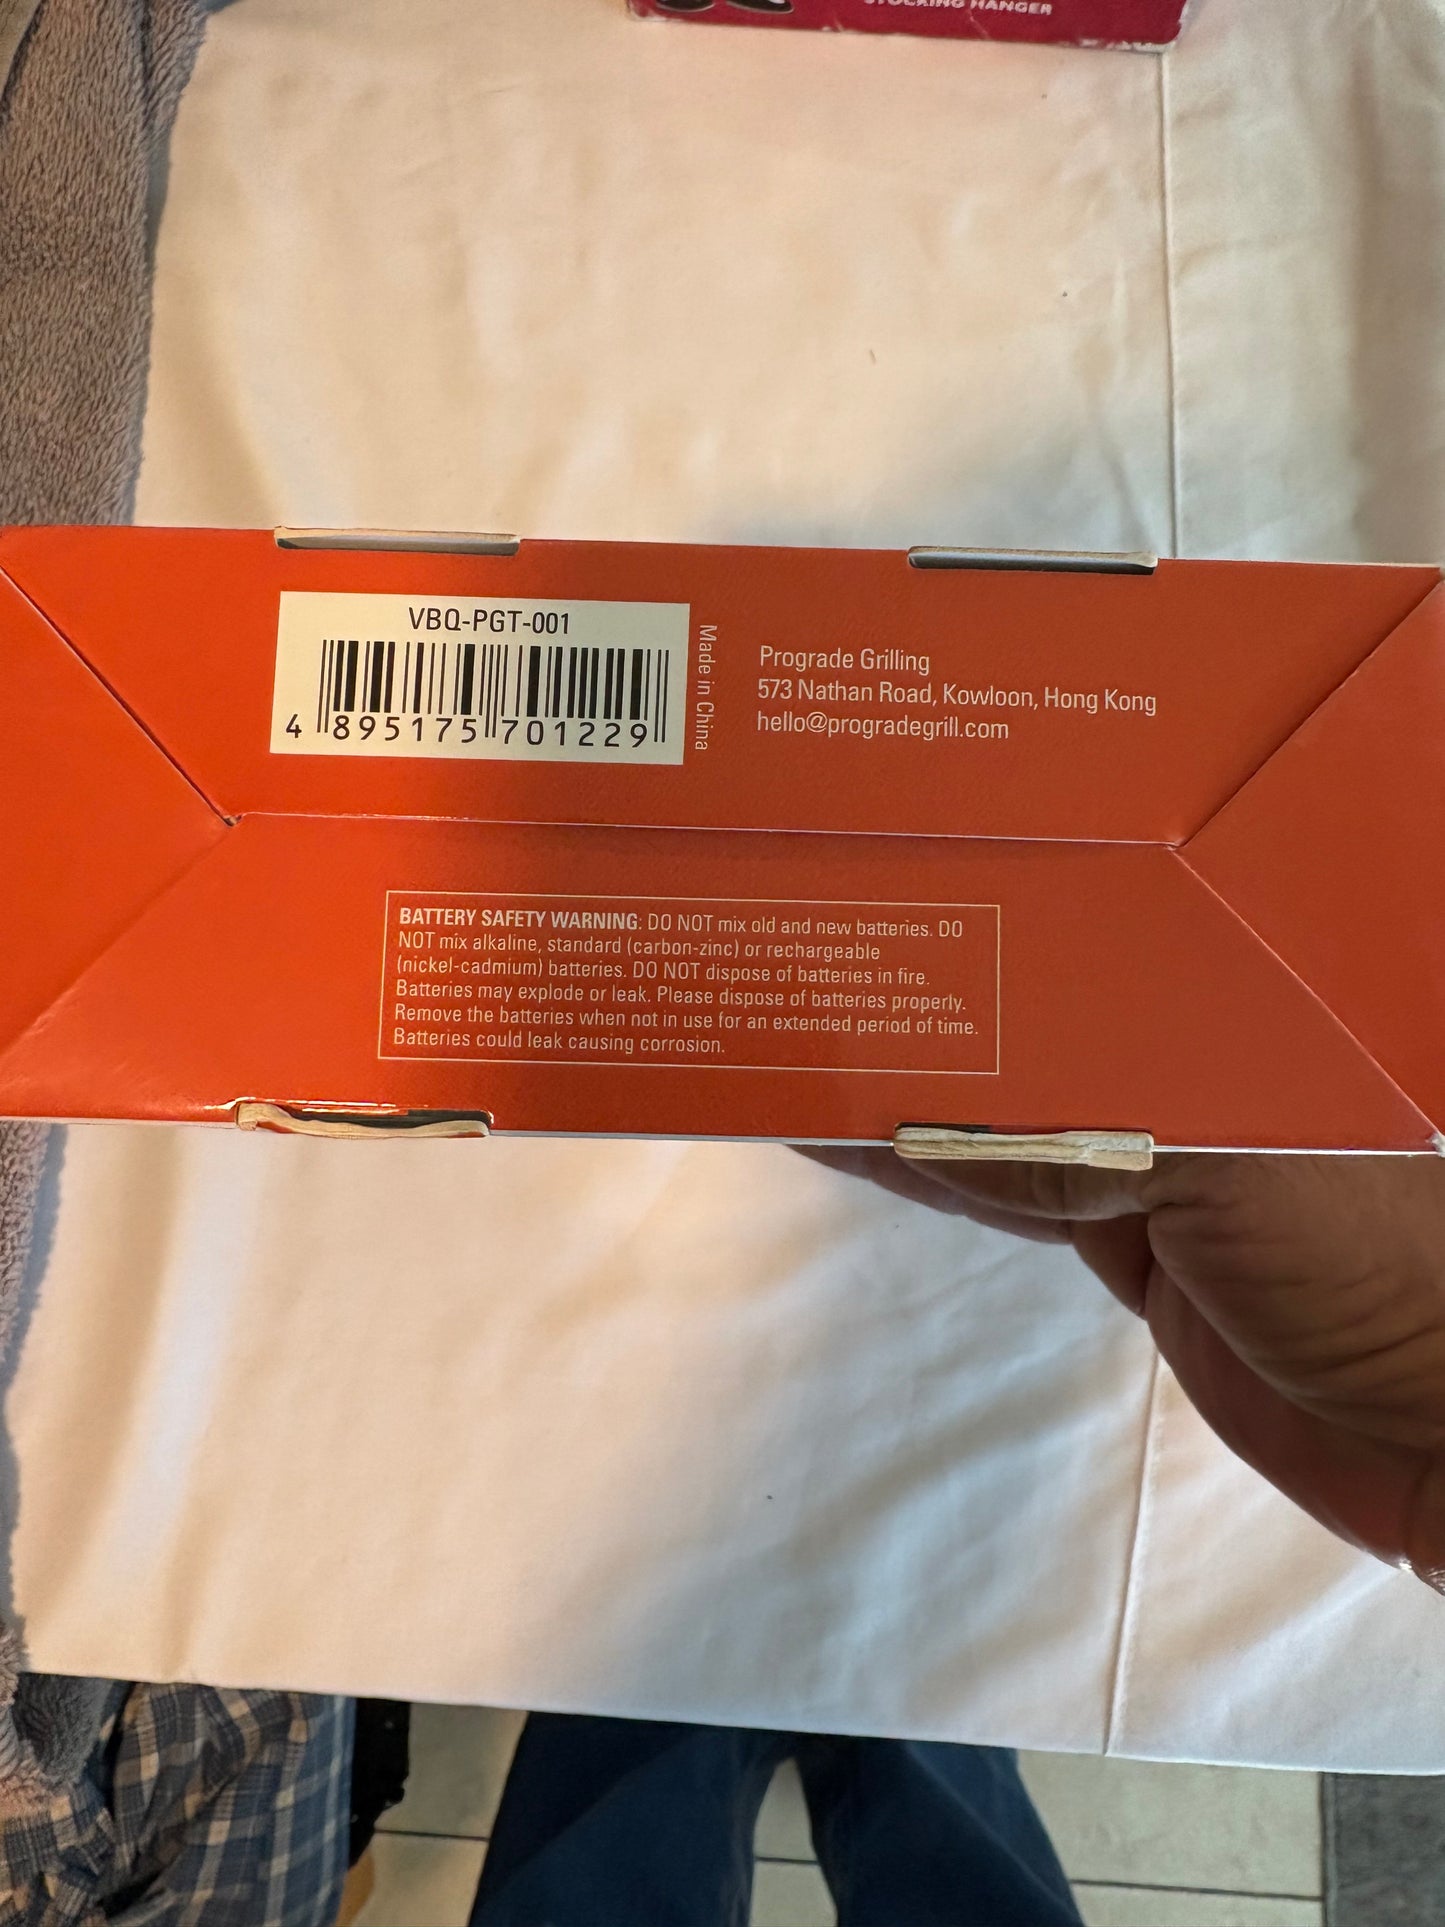 STOCKING HANGER
VBQ-PGT-001
4 895175 701229
Made in China
Prograde Grilling
573 Nathan Road, Kowloon, Hong Kong
hello@progradegrill.com
BATTERY SAFETY WARNING: DO NOT mix old and new batteries. DO
NOT mix alkaline, standard (carbon-zinc) or rechargeable
(nickel-cadmium) batteries. DO NOT dispose of batteries in fire.
Batteries may explode or leak. Please dispose of batteries properly.
Remove the batteries when not in use for an extended period of time.
Batteries could leak causing corrosion.